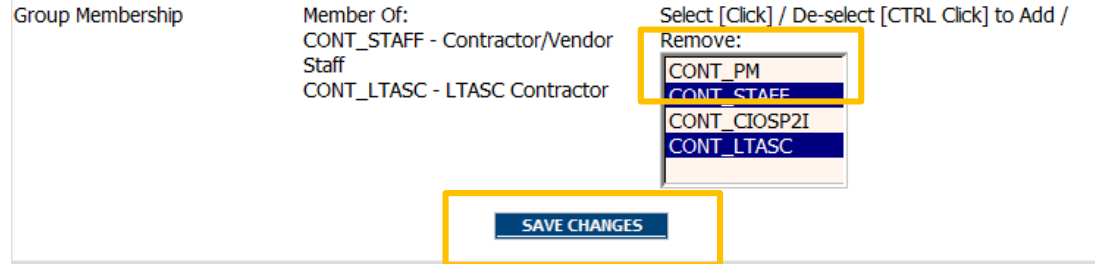 Group Membership
Member Of:
CONT_STAFF - Contractor/Vendor
Staff
CONT_LTASC - LTASC Contractor
Select [Click] / De-select [CTRL Click] to Add /
Remove:
CONT_PM
CONT_STAFF
CONT_CIOSP2I
CONT_LTASC
SAVE CHANGES